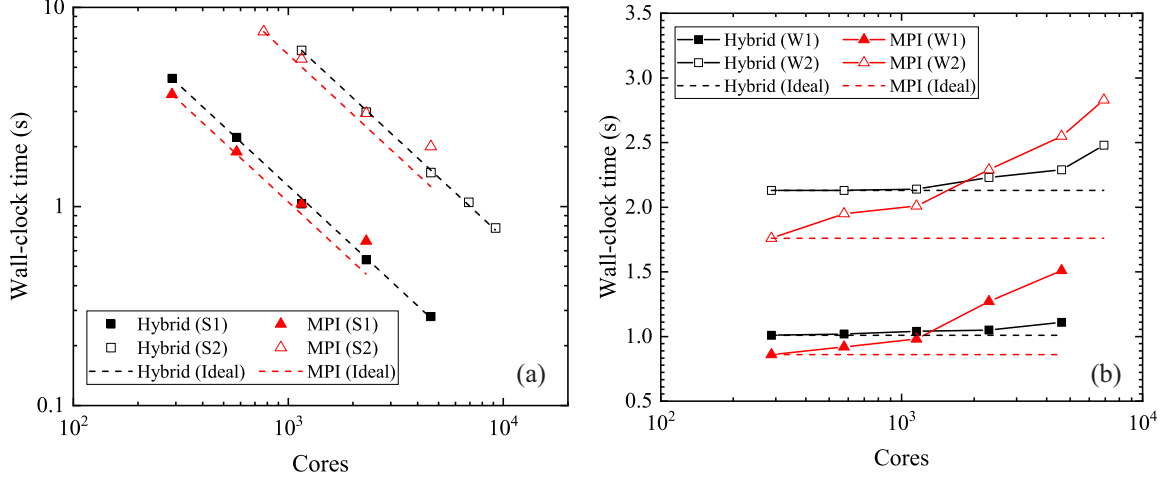 10
1
0.1
10²
10³
10⁴
Wall-clock time (s)
Cores
Hybrid (S1)
MPI (S1)
Hybrid (S2)
MPI (S2)
Hybrid (Ideal)
MPI (Ideal)
(a)
3.5
3.0
2.5
2.0
1.5
1.0
0.5
10²
10³
10⁴
Wall-clock time (s)
Cores
Hybrid (W1)
MPI (W1)
Hybrid (W2)
MPI (W2)
Hybrid (Ideal)
MPI (Ideal)
(b)